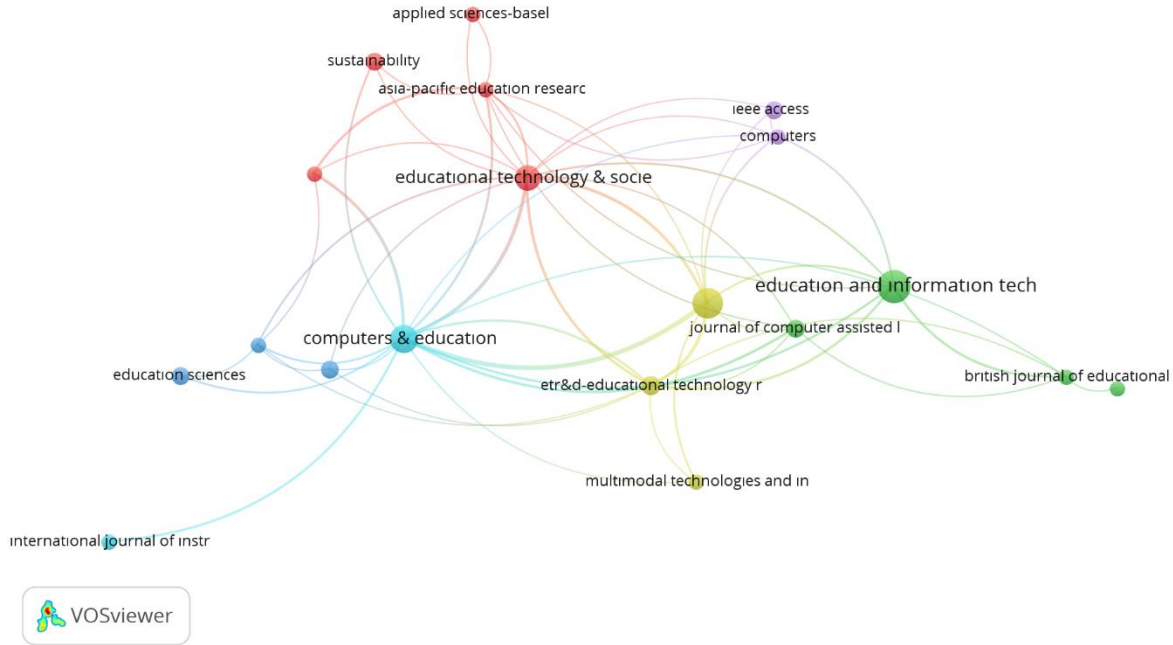 applied sciences-basel
sustainability
asia-pacific education researc
ieee access
computers
educational technology & socie
education and information tech
journal of computer assisted l
computers & education
education sciences
etr&d-educational technology r
british journal of educational
multimodal technologies and in
international journal of instr
VOSviewer